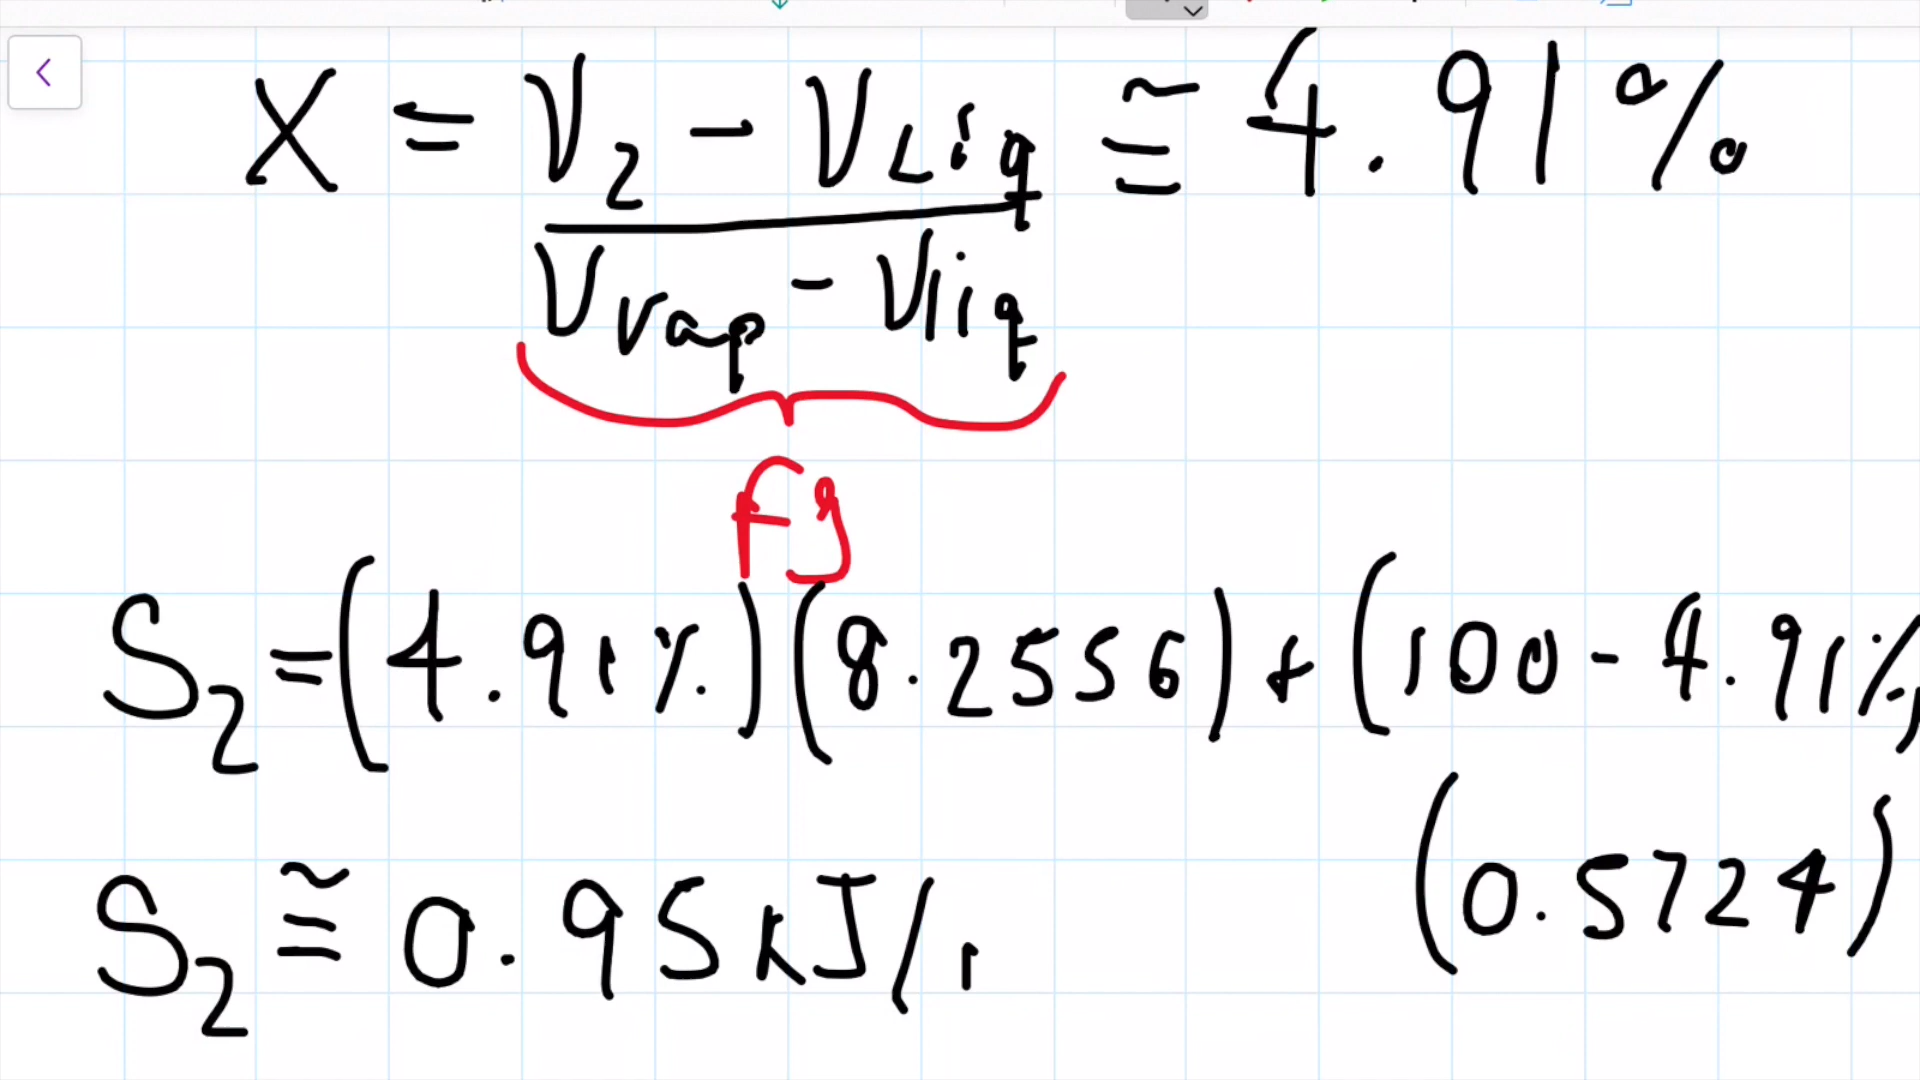 X = V2 - VLiq ≅ 4.91%
Vvap - Vliq
fg
S2 = (4.91%)(8.2556) + (100 - 4.91%)
(0.5724)
S2 ≅ 0.95 kJ/